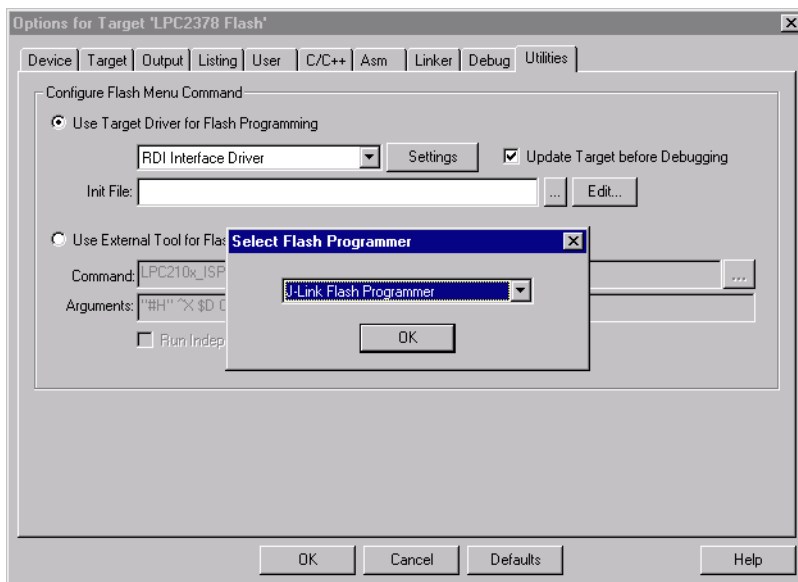 Options for Target 'LPC2378 Flash'
Device Target Output Listing User C/C++ Asm Linker Debug Utilities
Configure Flash Menu Command
Use Target Driver for Flash Programming
RDI Interface Driver Settings Update Target before Debugging
Init File: ... Edit...
Use External Tool for Flas
Select Flash Programmer
Command: LPC210x_ISP ...
J-Link Flash Programmer
Arguments: "#H" ^X $D
Run Indep
OK
OK Cancel Defaults Help